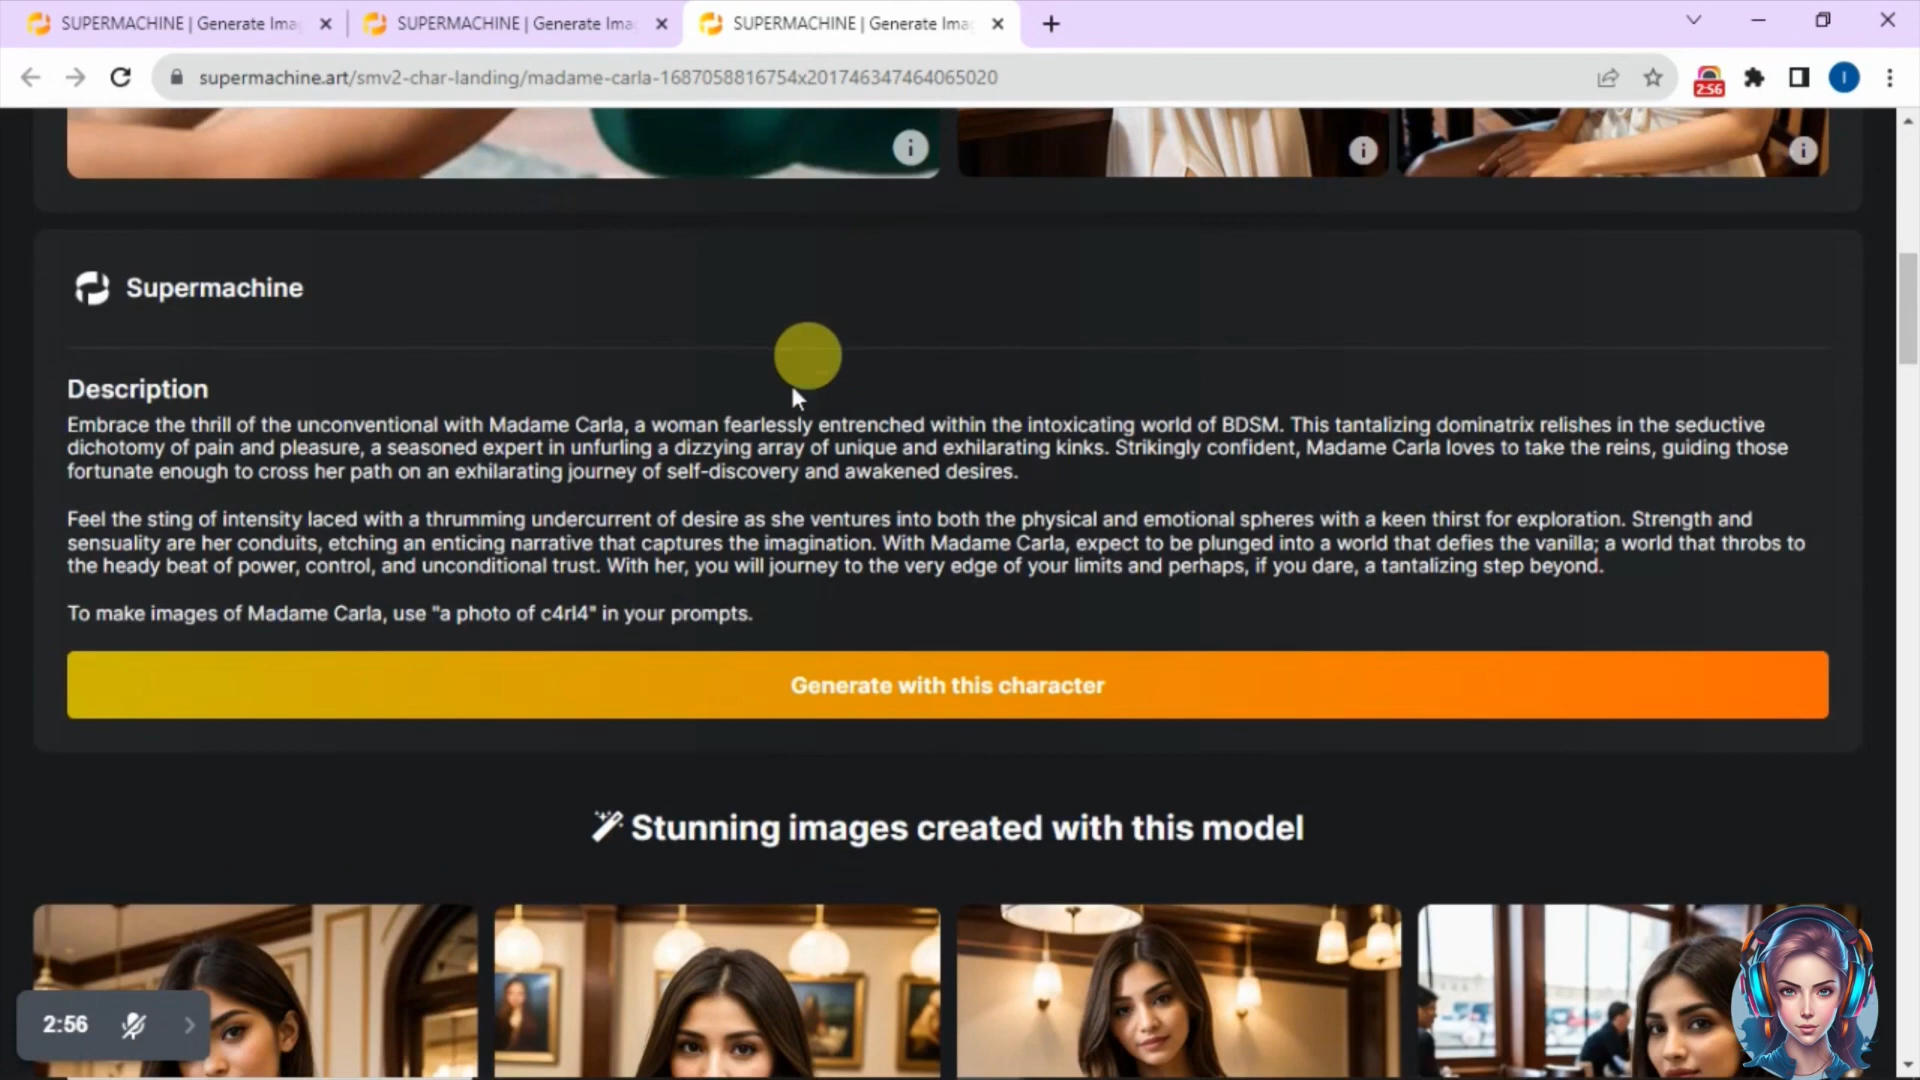 SUPERMACHINE | Generate Ima
SUPERMACHINE | Generate Ima
SUPERMACHINE | Generate Ima
supermachine.art/smv2-char-landing/madame-carla-1687058816754x201746347464065020
2:56
I
i
i
i
Supermachine
Description
Embrace the thrill of the unconventional with Madame Carla, a woman fearlessly entrenched within the intoxicating world of BDSM. This tantalizing dominatrix relishes in the seductive
dichotomy of pain and pleasure, a seasoned expert in unfurling a dizzying array of unique and exhilarating kinks. Strikingly confident, Madame Carla loves to take the reins, guiding those
fortunate enough to cross her path on an exhilarating journey of self-discovery and awakened desires.
Feel the sting of intensity laced with a thrumming undercurrent of desire as she ventures into both the physical and emotional spheres with a keen thirst for exploration. Strength and
sensuality are her conduits, etching an enticing narrative that captures the imagination. With Madame Carla, expect to be plunged into a world that defies the vanilla; a world that throbs to
the heady beat of power, control, and unconditional trust. With her, you will journey to the very edge of your limits and perhaps, if you dare, a tantalizing step beyond.
To make images of Madame Carla, use "a photo of c4rl4" in your prompts.
Generate with this character
Stunning images created with this model
2:56